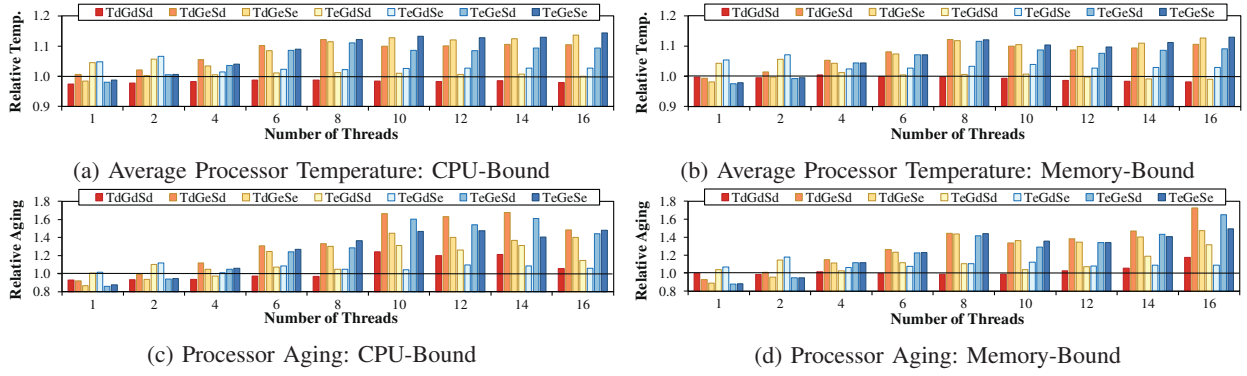 TdGdSd TdGeSd TdGeSe TeGdSd TeGdSe TeGeSd TeGeSe
Relative Temp.
1.2
1.1
1.0
0.9
1 2 4 6 8 10 12 14 16
Number of Threads
(a) Average Processor Temperature: CPU-Bound
TdGdSd TdGeSd TdGeSe TeGdSd TeGdSe TeGeSd TeGeSe
Relative Temp.
1.2
1.1
1.0
0.9
1 2 4 6 8 10 12 14 16
Number of Threads
(b) Average Processor Temperature: Memory-Bound
TdGdSd TdGeSd TdGeSe TeGdSd TeGdSe TeGeSd TeGeSe
Relative Aging
1.8
1.6
1.4
1.2
1.0
0.8
1 2 4 6 8 10 12 14 16
Number of Threads
(c) Processor Aging: CPU-Bound
TdGdSd TdGeSd TdGeSe TeGdSd TeGdSe TeGeSd TeGeSe
Relative Aging
1.8
1.6
1.4
1.2
1.0
0.8
1 2 4 6 8 10 12 14 16
Number of Threads
(d) Processor Aging: Memory-Bound